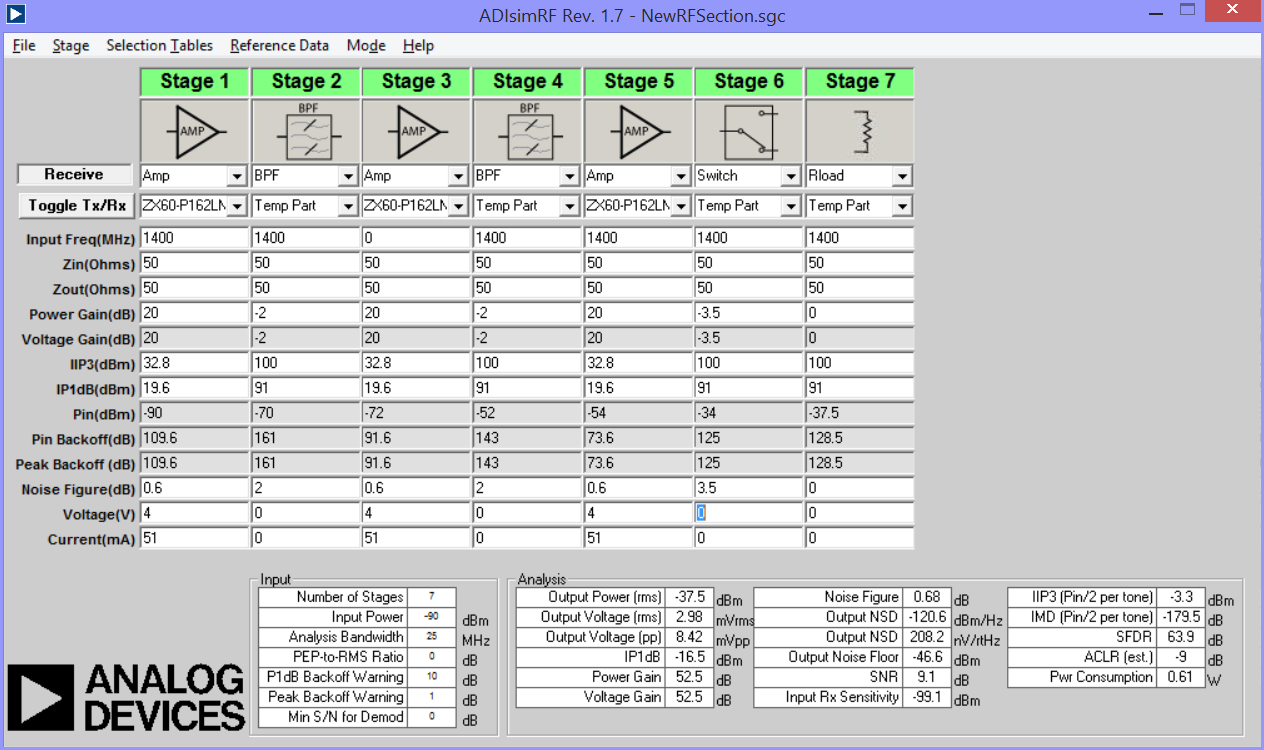 ADIsimRF Rev. 1.7 - NewRFSection.sgc
File Stage Selection Tables Reference Data Mode Help
Stage 1 Stage 2 Stage 3 Stage 4 Stage 5 Stage 6 Stage 7
BPF BPF
AMP AMP AMP
Receive Amp BPF Amp BPF Amp Switch Rload
Toggle Tx/Rx ZX60-P162LN Temp Part ZX60-P162LN Temp Part ZX60-P162LN Temp Part Temp Part
Input Freq(MHz) 1400 1400 0 1400 1400 1400 1400
Zin(Ohms) 50 50 50 50 50 50 50
Zout(Ohms) 50 50 50 50 50 50 50
Power Gain(dB) 20 -2 20 -2 20 -3.5 0
Voltage Gain(dB) 20 -2 20 -2 20 -3.5 0
IIP3(dBm) 32.8 100 32.8 100 32.8 100 100
IP1dB(dBm) 19.6 91 19.6 91 19.6 91 91
Pin(dBm) -90 -70 -72 -52 -54 -34 -37.5
Pin Backoff(dB) 109.6 161 91.6 143 73.6 125 128.5
Peak Backoff (dB) 109.6 161 91.6 143 73.6 125 128.5
Noise Figure(dB) 0.6 2 0.6 2 0.6 3.5 0
Voltage(V) 4 0 4 0 4 0 0
Current(mA) 51 0 51 0 51 0 0
Input
Number of Stages 7
Input Power -90 dBm
Analysis Bandwidth 25 MHz
PEP-to-RMS Ratio 0 dB
P1dB Backoff Warning 10 dB
Peak Backoff Warning 1 dB
Min S/N for Demod 0 dB
Analysis
Output Power (rms) -37.5 dBm
Output Voltage (rms) 2.98 mVrms
Output Voltage (pp) 8.42 mVpp
IP1dB -16.5 dBm
Power Gain 52.5 dB
Voltage Gain 52.5 dB
Noise Figure 0.68 dB
Output NSD -120.6 dBm/Hz
Output NSD 208.2 nV/rtHz
Output Noise Floor -46.6 dBm
SNR 9.1 dB
Input Rx Sensitivity -99.1 dBm
IIP3 (Pin/2 per tone) -3.3 dBm
IMD (Pin/2 per tone) -179.5 dB
SFDR 63.9 dB
ACLR (est.) -9 dB
Pwr Consumption 0.61 W
ANALOG
DEVICES